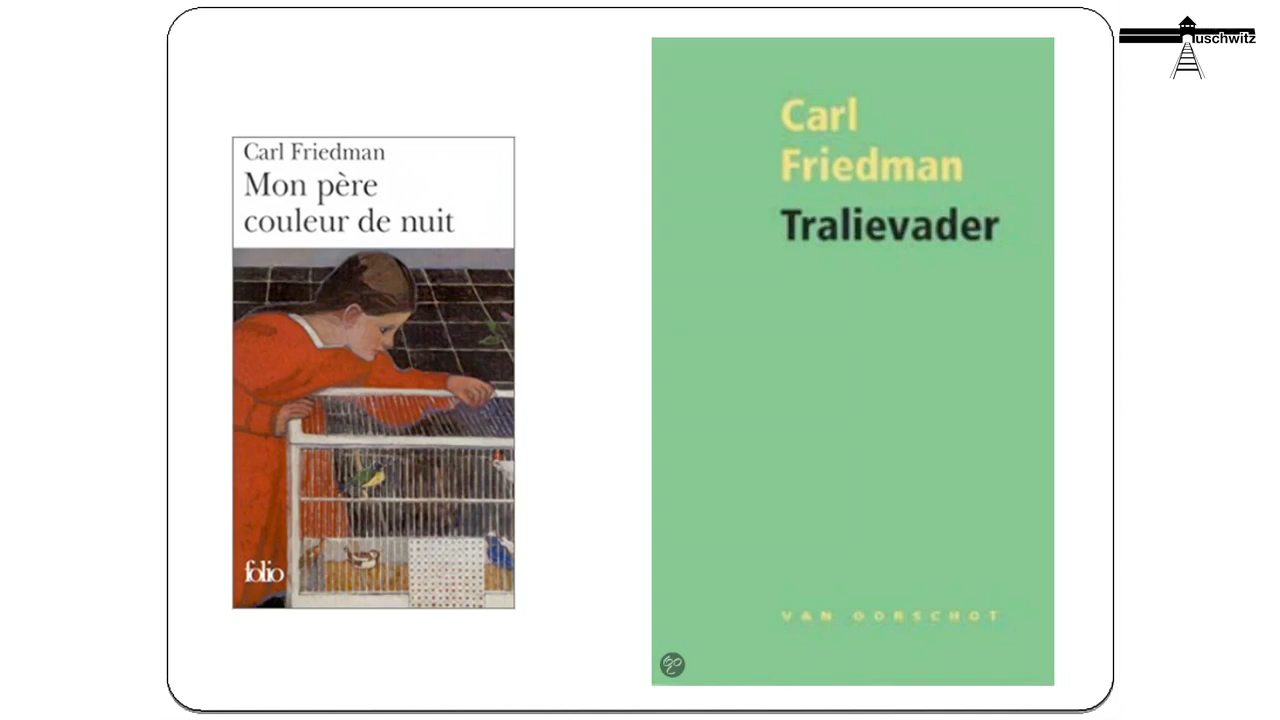 Carl Friedman
Mon père
couleur de nuit
folio
Carl
Friedman
Tralievader
VAN OORSCHOT
uschwitz